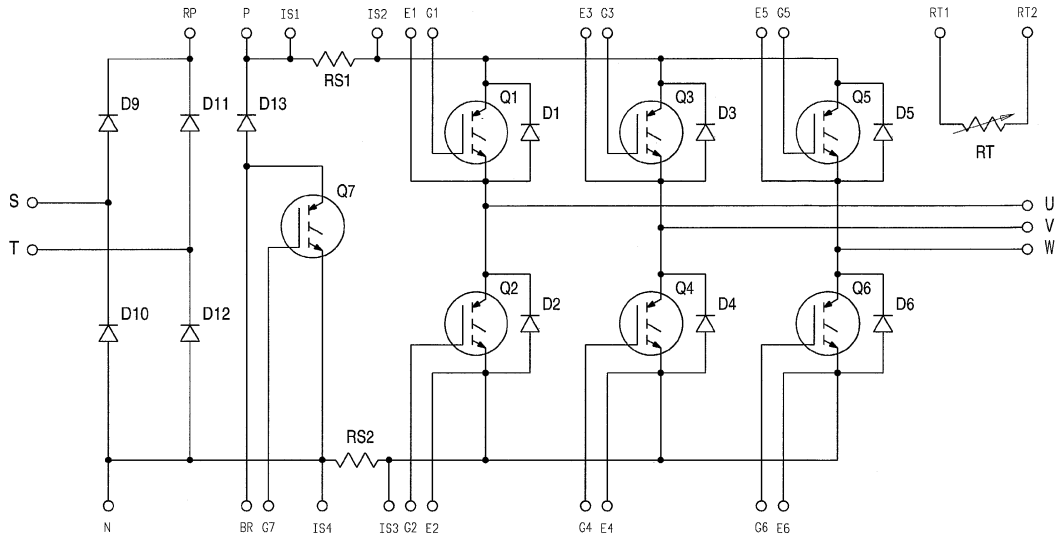 RP P IS1 IS2 E1 G1 E3 G3 E5 G5 RT1 RT2
RS1
D9 D11 D13 Q1 D1 Q3 D3 Q5 D5
RT
Q7
S U
V
T W
Q2 D2 Q4 D4 Q6 D6
D10 D12
RS2
N BR G7 IS4 IS3 G2 E2 G4 E4 G6 E6